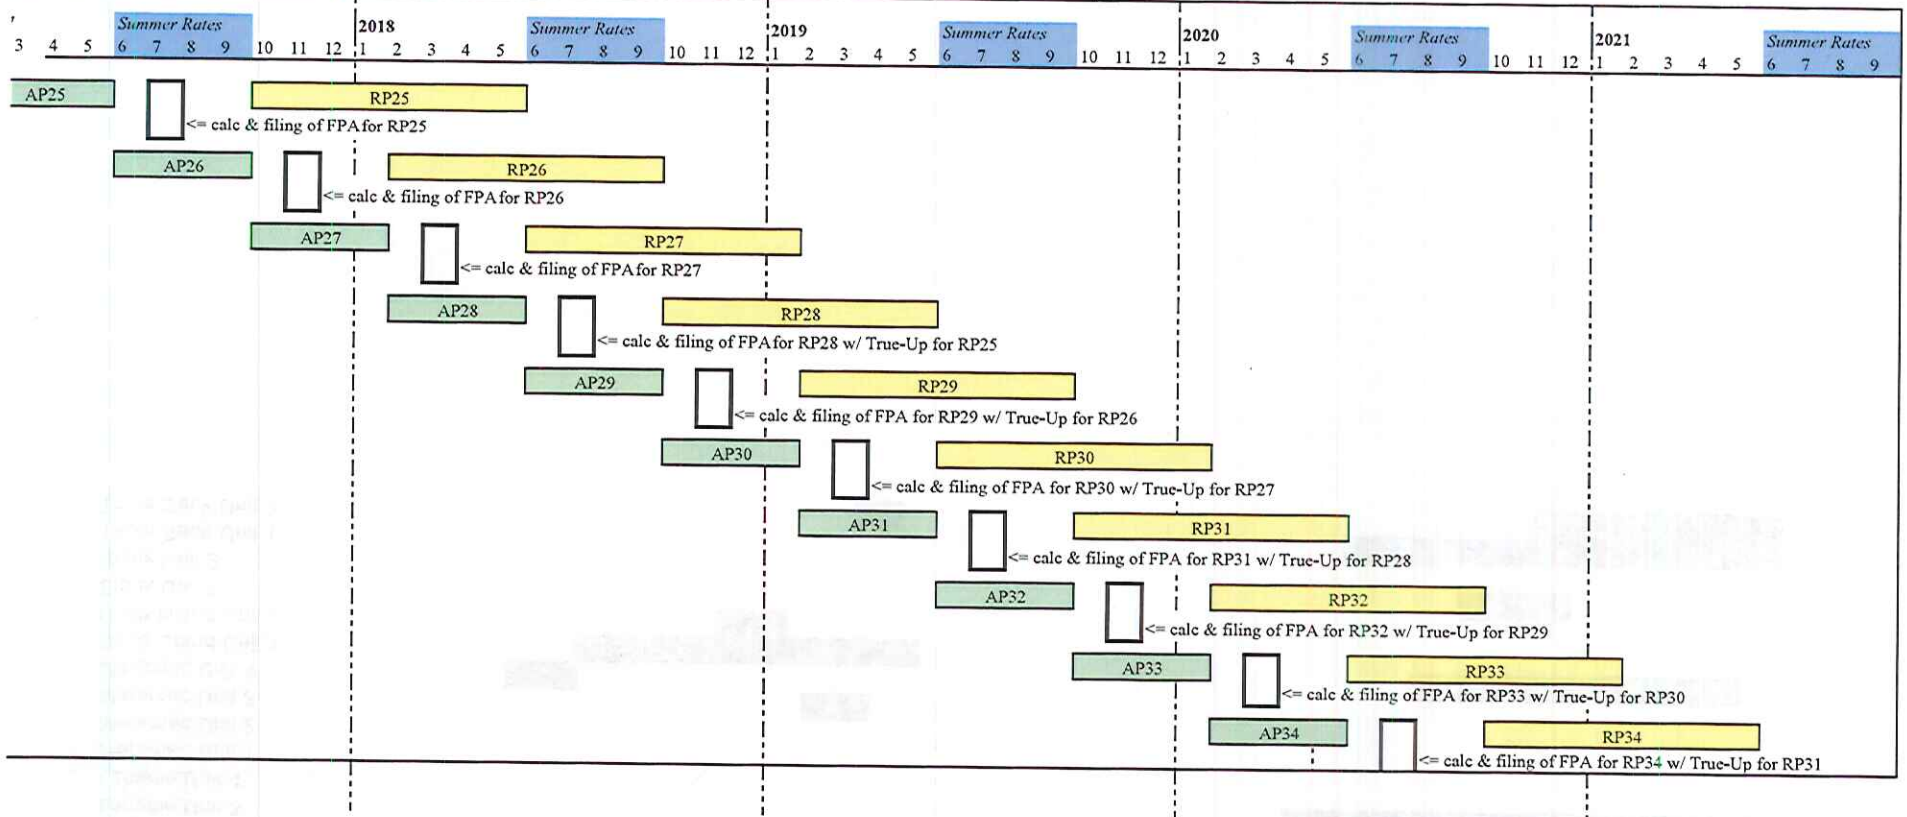 Summer Rates 2018 Summer Rates 2019 Summer Rates 2020 Summer Rates 2021 Summer Rates
3 4 5 6 7 8 9 10 11 12 1 2 3 4 5 6 7 8 9 10 11 12 1 2 3 4 5 6 7 8 9 10 11 12 1 2 3 4 5 6 7 8 9 10 11 12 1 2 3 4 5 6 7 8 9
AP25 RP25
<= calc & filing of FPA for RP25
AP26 RP26
<= calc & filing of FPA for RP26
AP27 RP27
<= calc & filing of FPA for RP27
AP28 RP28
<= calc & filing of FPA for RP28 w/ True-Up for RP25
AP29 RP29
<= calc & filing of FPA for RP29 w/ True-Up for RP26
AP30 RP30
<= calc & filing of FPA for RP30 w/ True-Up for RP27
AP31 RP31
<= calc & filing of FPA for RP31 w/ True-Up for RP28
AP32 RP32
<= calc & filing of FPA for RP32 w/ True-Up for RP29
AP33 RP33
<= calc & filing of FPA for RP33 w/ True-Up for RP30
AP34 RP34
<= calc & filing of FPA for RP34 w/ True-Up for RP31